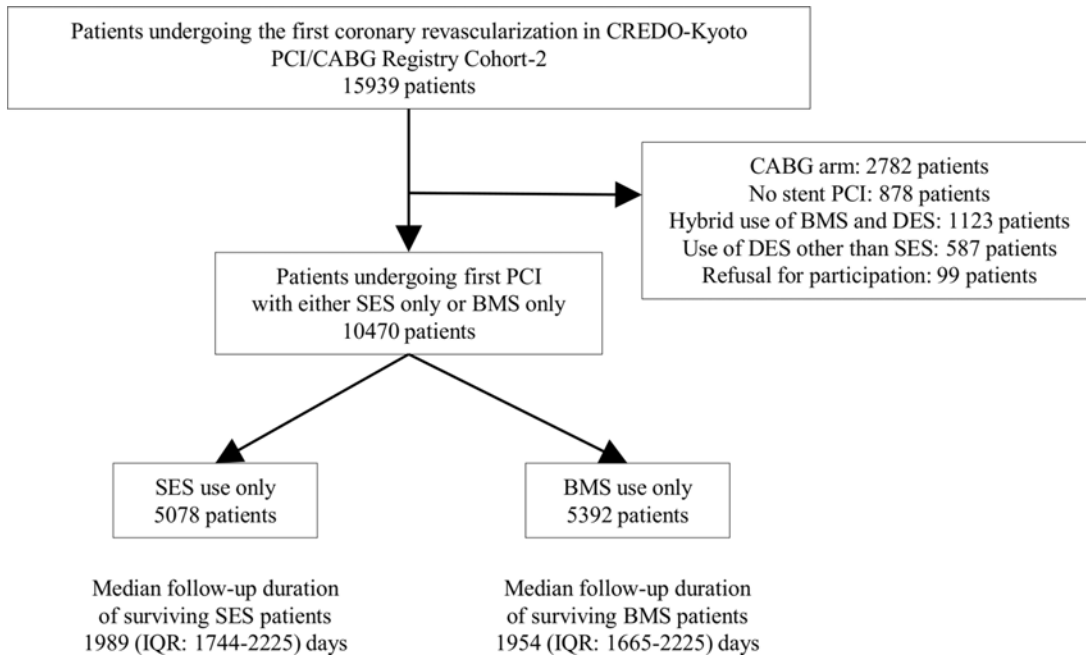 Patients undergoing the first coronary revascularization in CREDO-Kyoto
PCI/CABG Registry Cohort-2
15939 patients
CABG arm: 2782 patients
No stent PCI: 878 patients
Hybrid use of BMS and DES: 1123 patients
Use of DES other than SES: 587 patients
Refusal for participation: 99 patients
Patients undergoing first PCI
with either SES only or BMS only
10470 patients
SES use only
5078 patients
BMS use only
5392 patients
Median follow-up duration
of surviving SES patients
1989 (IQR: 1744-2225) days
Median follow-up duration
of surviving BMS patients
1954 (IQR: 1665-2225) days